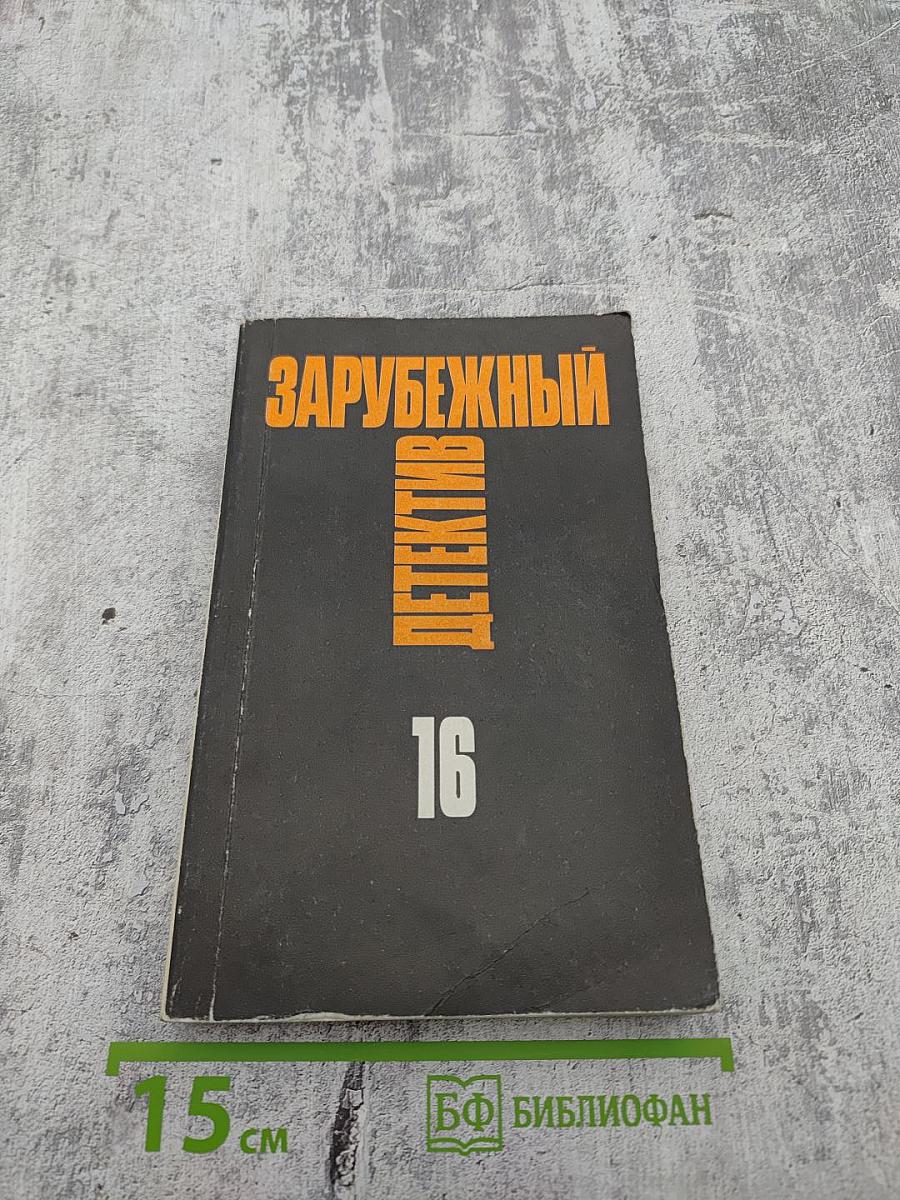 ЗАРУБЕЖНЫЙ
ДЕТЕКТИВ
16
15 см
БФ БИБЛИОФАН